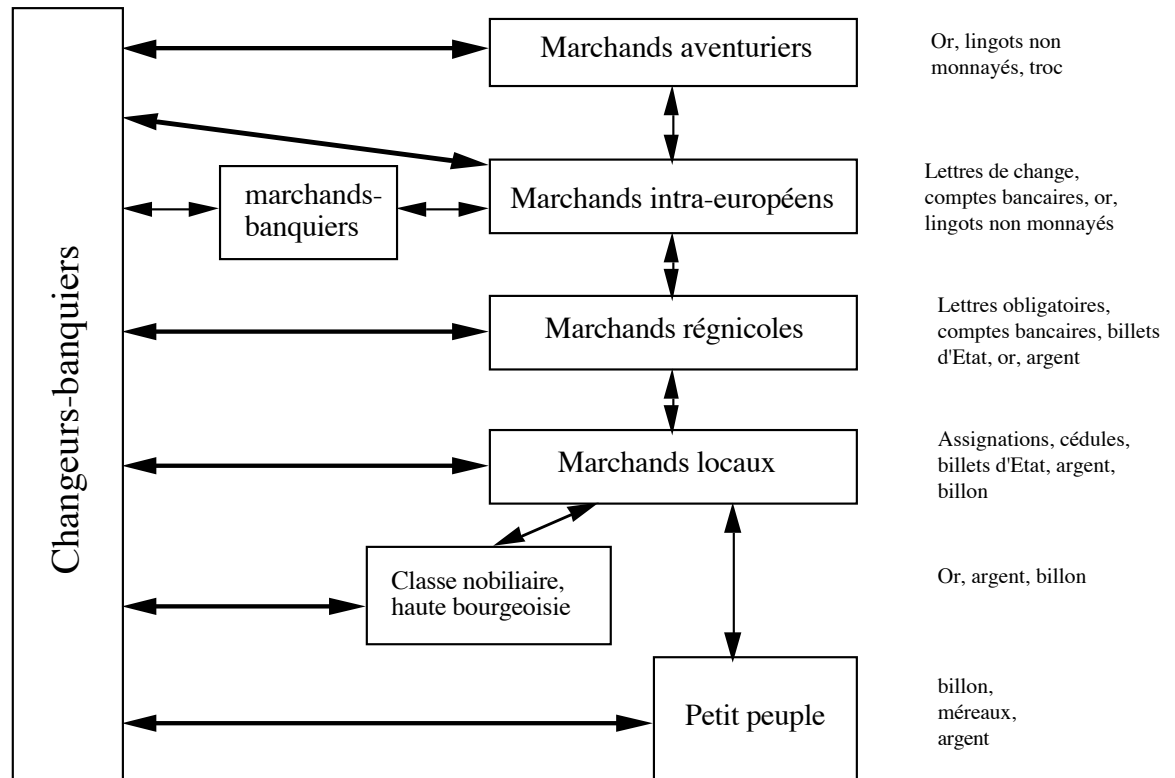 Changeurs-banquiers
Marchands aventuriers
Or, lingots non
monnayés, troc
marchands-
banquiers
Marchands intra-européens
Lettres de change,
comptes bancaires, or,
lingots non monnayés
Marchands régnicoles
Lettres obligatoires,
comptes bancaires, billets
d'Etat, or, argent
Marchands locaux
Assignations, cédules,
billets d'Etat, argent,
billon
Classe nobiliaire,
haute bourgeoisie
Or, argent, billon
Petit peuple
billon,
méreaux,
argent